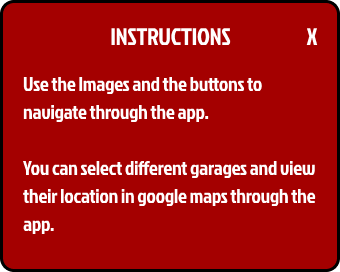 INSTRUCTIONS X
Use the Images and the buttons to
navigate through the app.
You can select different garages and view
their location in google maps through the
app.